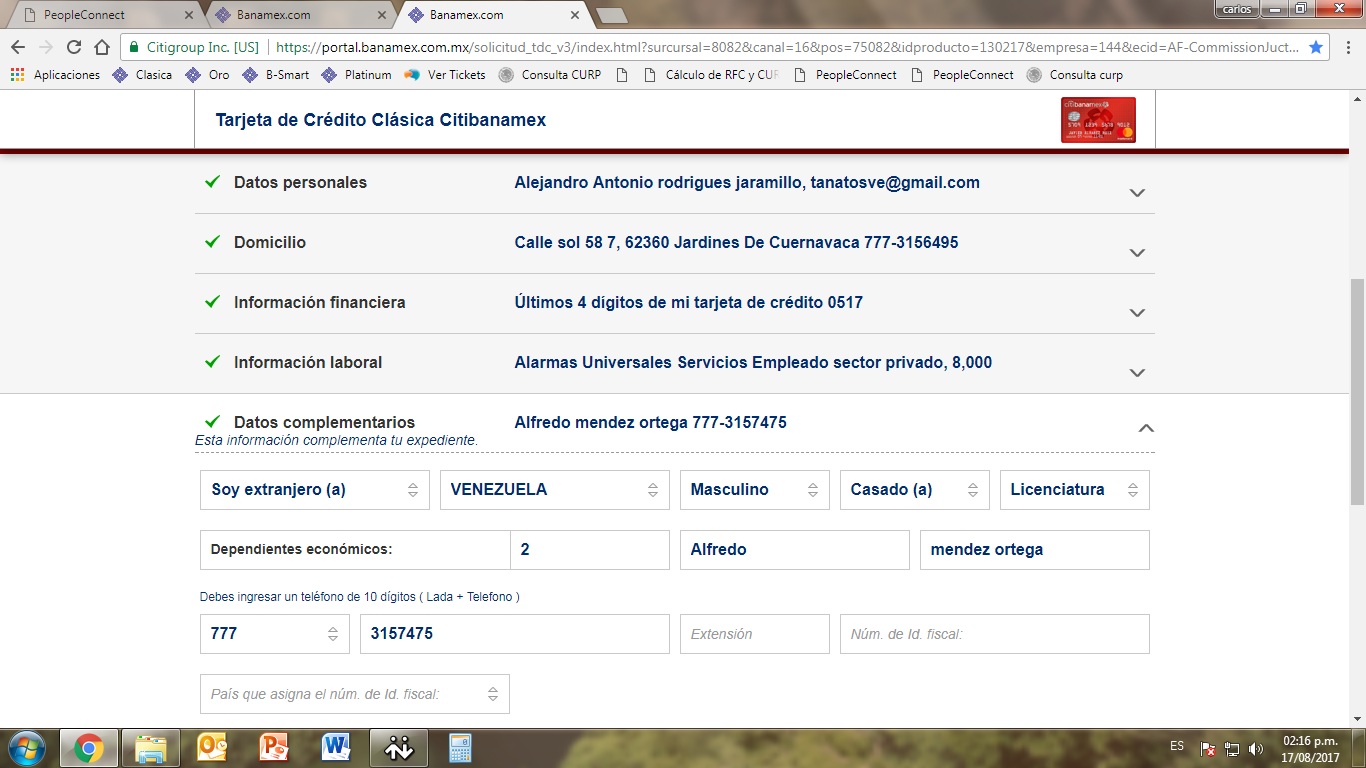 carlos
PeopleConnect
Banamex.com
Banamex.com
Citigroup Inc. [US]
https://portal.banamex.com.mx/solicitud_tdc_v3/index.html?sursursal=8082&canal=16&pos=75082&idproducto=130217&empresa=144&ecid=AF-CommissionJuct...
Aplicaciones Clasica Oro B-Smart Platinum Ver Tickets Consulta CURP Cálculo de RFC y CUR PeopleConnect PeopleConnect Consulta curp
Tarjeta de Crédito Clásica Citibanamex
citibanamex
Datos personales Alejandro Antonio rodrigues jaramillo, tanatosve@gmail.com
Domicilio Calle sol 58 7, 62360 Jardines De Cuernavaca 777-3156495
Información financiera Últimos 4 dígitos de mi tarjeta de crédito 0517
Información laboral Alarmas Universales Servicios Empleado sector privado, 8,000
Datos complementarios Alfredo mendez ortega 777-3157475
Esta información complementa tu expediente.
Soy extranjero (a) VENEZUELA Masculino Casado (a) Licenciatura
Dependientes económicos: 2 Alfredo mendez ortega
Debes ingresar un teléfono de 10 dígitos ( Lada + Telefono )
777 3157475 Extensión Núm. de Id. fiscal:
País que asigna el núm. de Id. fiscal:
ES
02:16 p.m.
17/08/2017